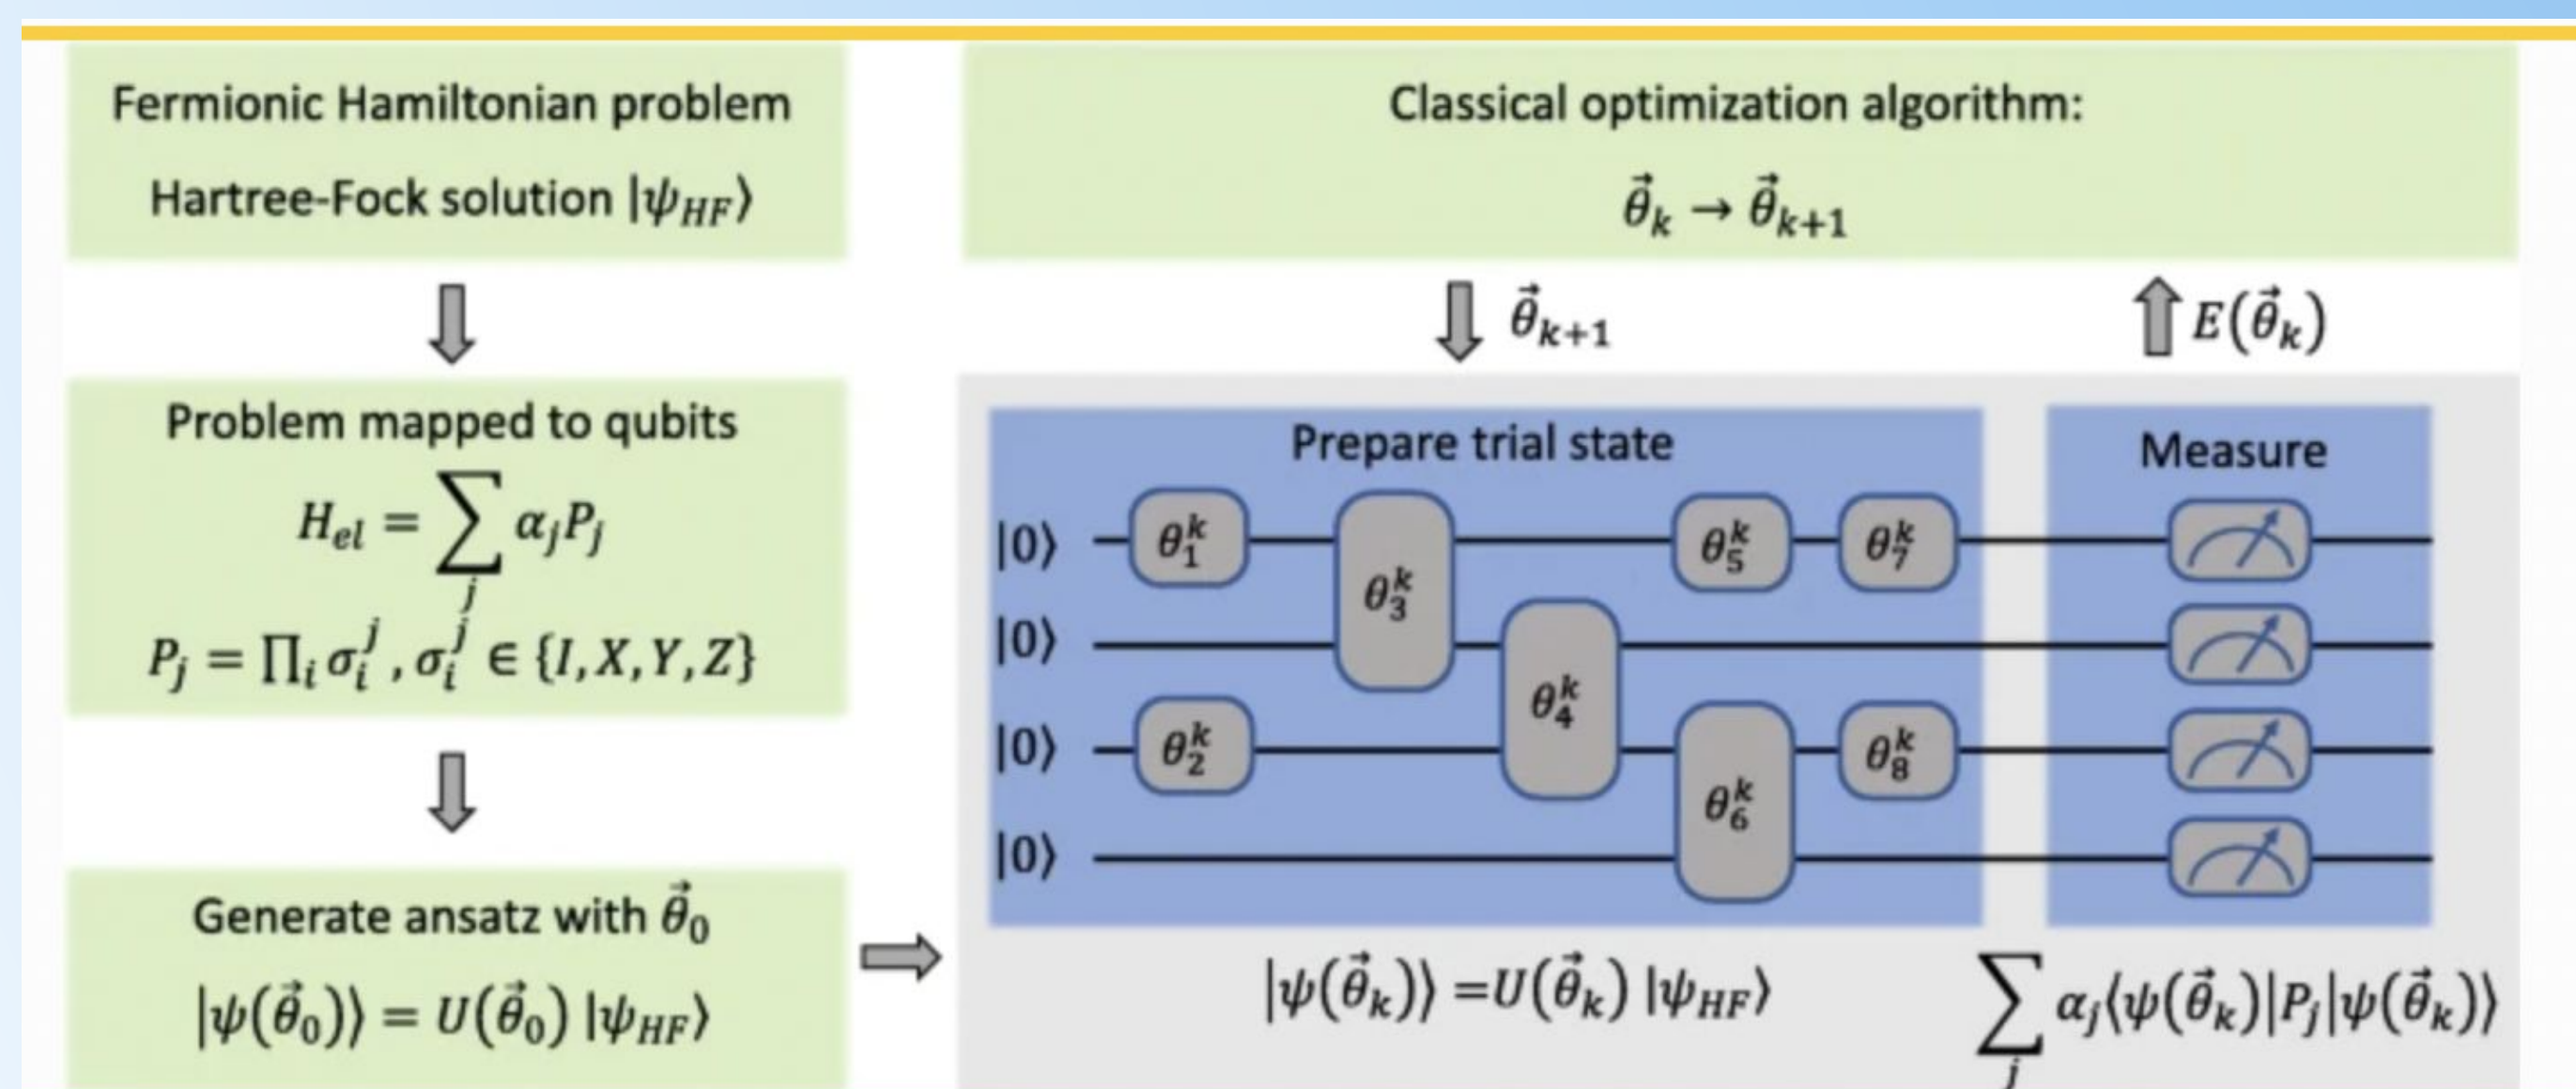 Fermionic Hamiltonian problem
Hartree-Fock solution |ψ_HF⟩
Problem mapped to qubits
H_el = ∑_j α_j P_j
P_j = ∏_i σ_i^j , σ_i^j ∈ {I, X, Y, Z}
Generate ansatz with θ⃗_0
|ψ(θ⃗_0)⟩ = U(θ⃗_0) |ψ_HF⟩
Classical optimization algorithm:
θ⃗_k → θ⃗_{k+1}
θ⃗_{k+1}
E(θ⃗_k)
Prepare trial state
|0⟩ θ_1^k θ_3^k θ_5^k θ_7^k
|0⟩ θ_4^k
|0⟩ θ_2^k θ_6^k θ_8^k
|0⟩
|ψ(θ⃗_k)⟩ =U(θ⃗_k) |ψ_HF⟩
Measure
∑_j α_j⟨ψ(θ⃗_k)|P_j|ψ(θ⃗_k)⟩